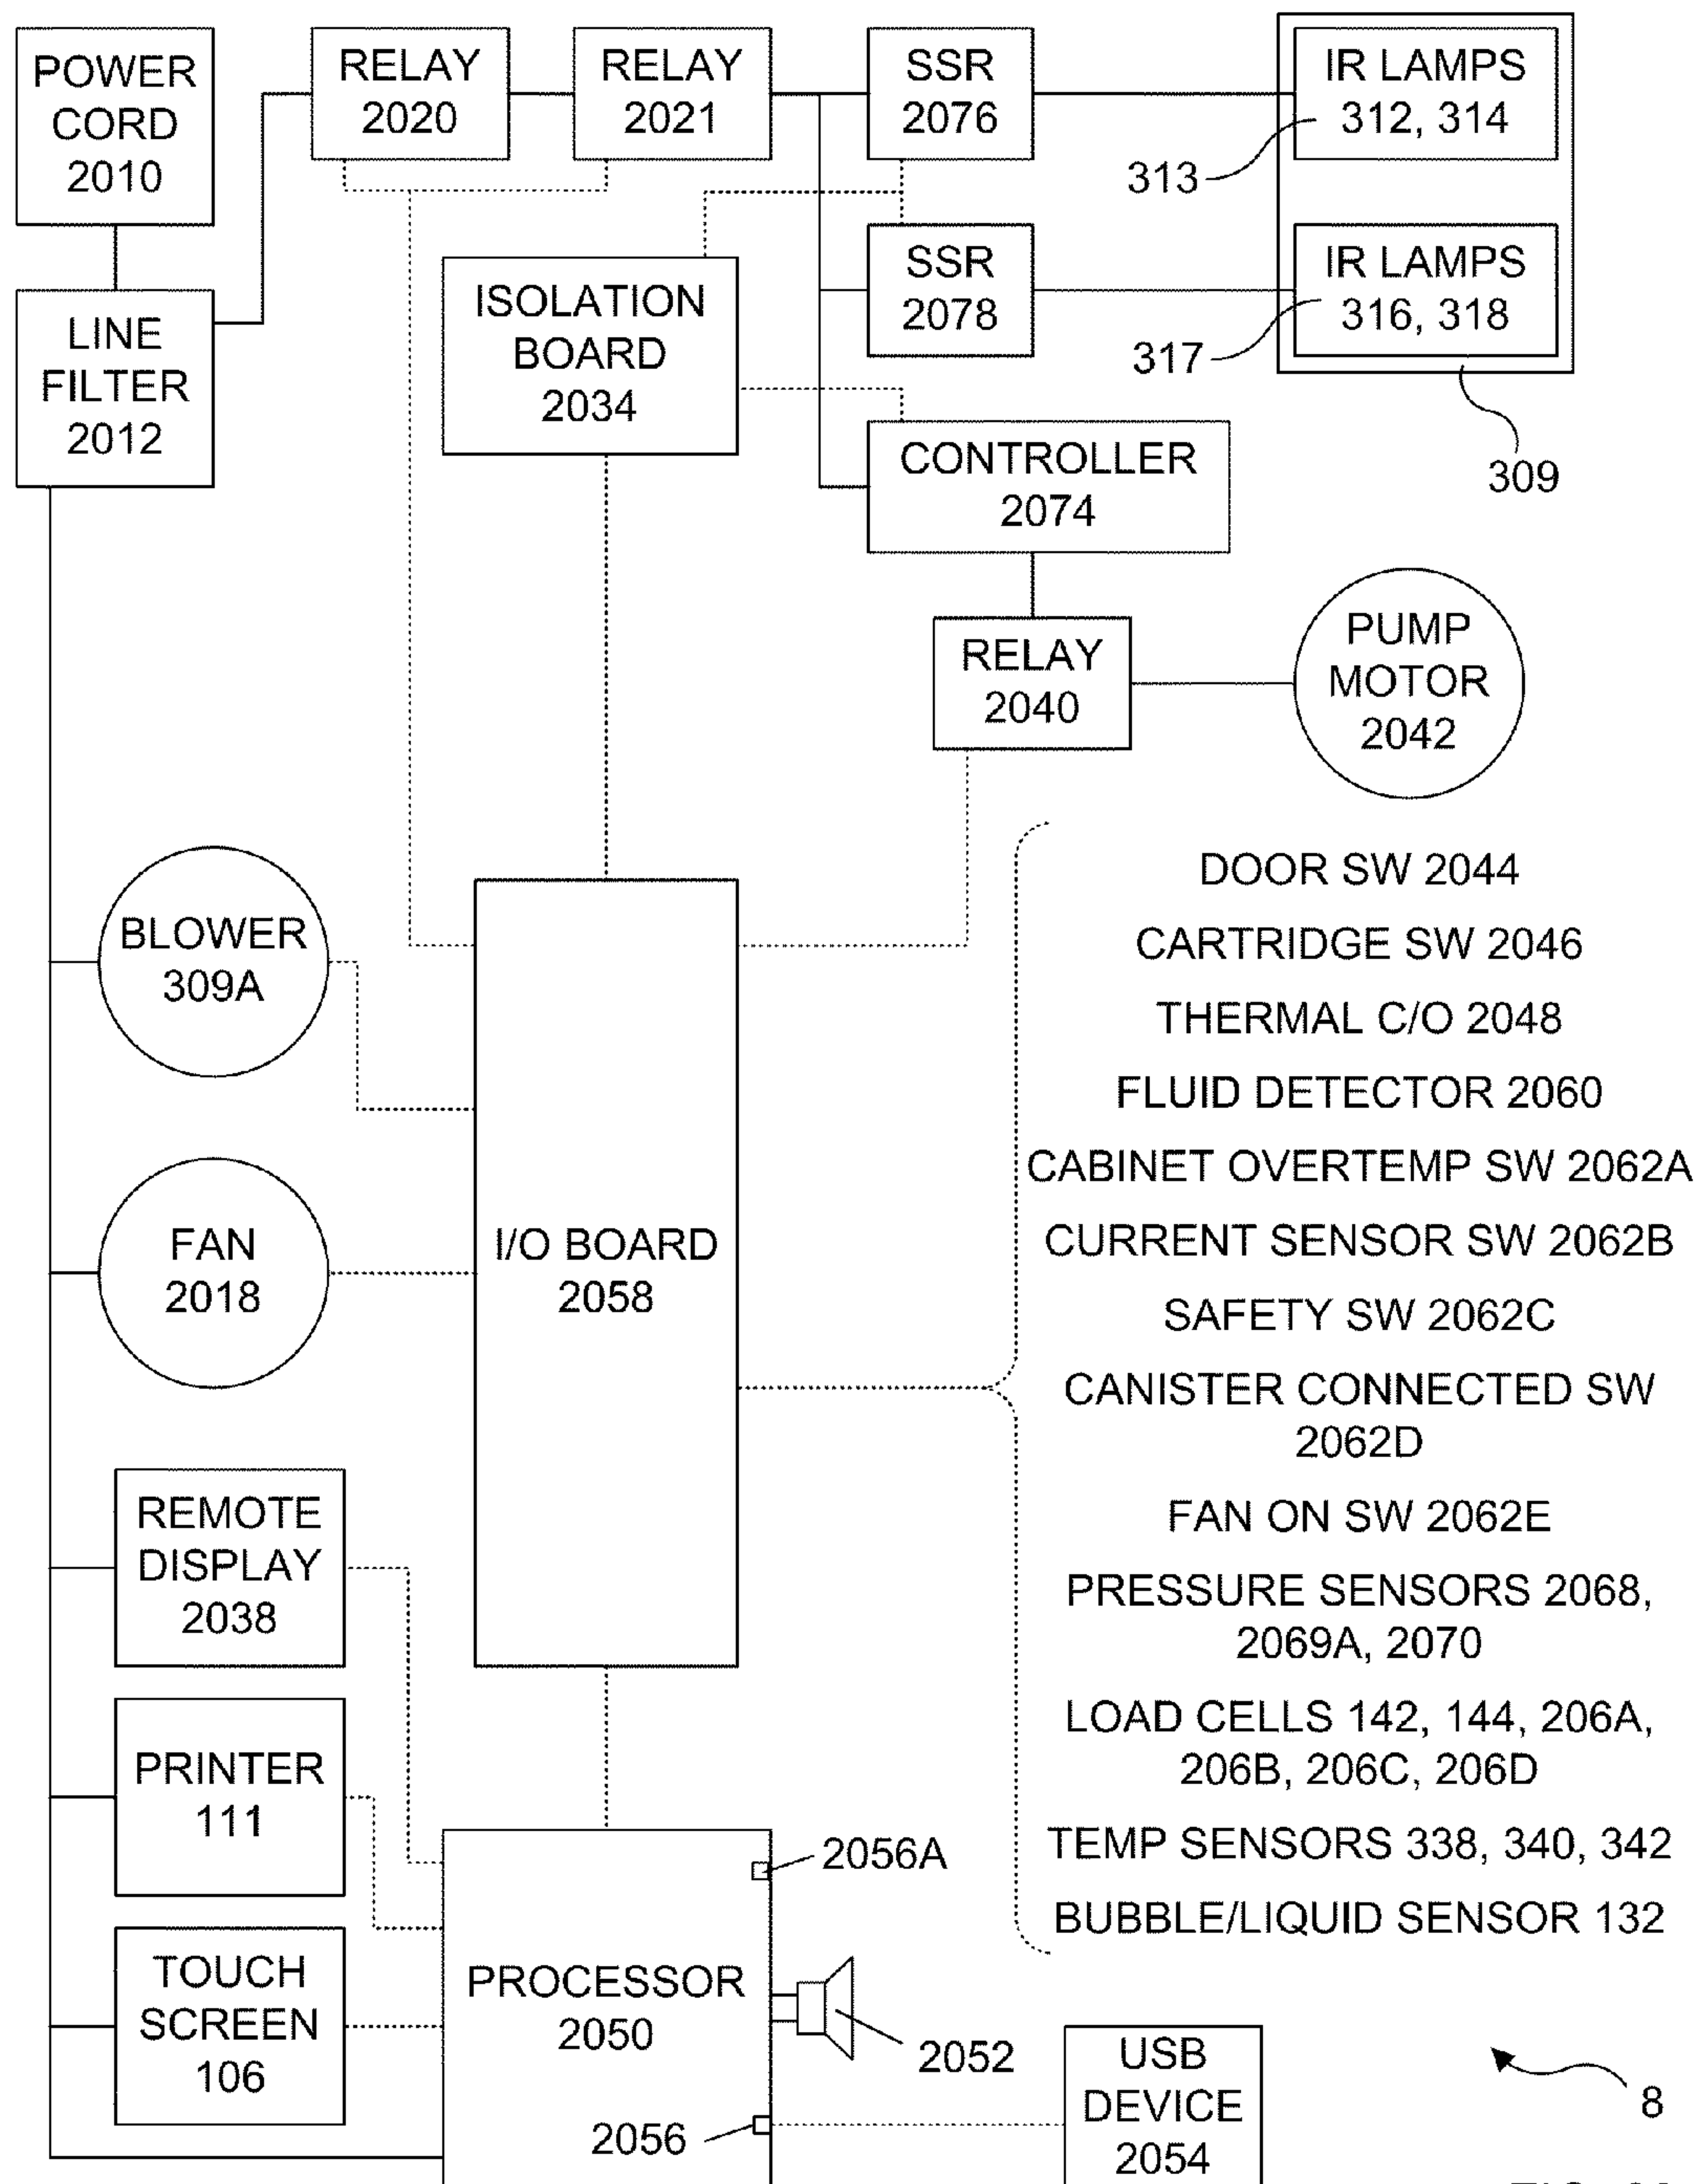 POWER
CORD
2010
RELAY
2020
RELAY
2021
SSR
2076
IR LAMPS
312, 314
313
LINE
FILTER
2012
ISOLATION
BOARD
2034
SSR
2078
IR LAMPS
316, 318
317
309
CONTROLLER
2074
RELAY
2040
PUMP
MOTOR
2042
BLOWER
309A
FAN
2018
I/O BOARD
2058
DOOR SW 2044
CARTRIDGE SW 2046
THERMAL C/O 2048
FLUID DETECTOR 2060
CABINET OVERTEMP SW 2062A
CURRENT SENSOR SW 2062B
SAFETY SW 2062C
CANISTER CONNECTED SW
2062D
FAN ON SW 2062E
PRESSURE SENSORS 2068,
2069A, 2070
LOAD CELLS 142, 144, 206A,
206B, 206C, 206D
TEMP SENSORS 338, 340, 342
BUBBLE/LIQUID SENSOR 132
REMOTE
DISPLAY
2038
PRINTER
111
TOUCH
SCREEN
106
PROCESSOR
2050
2056A
2052
2056
USB
DEVICE
2054
8